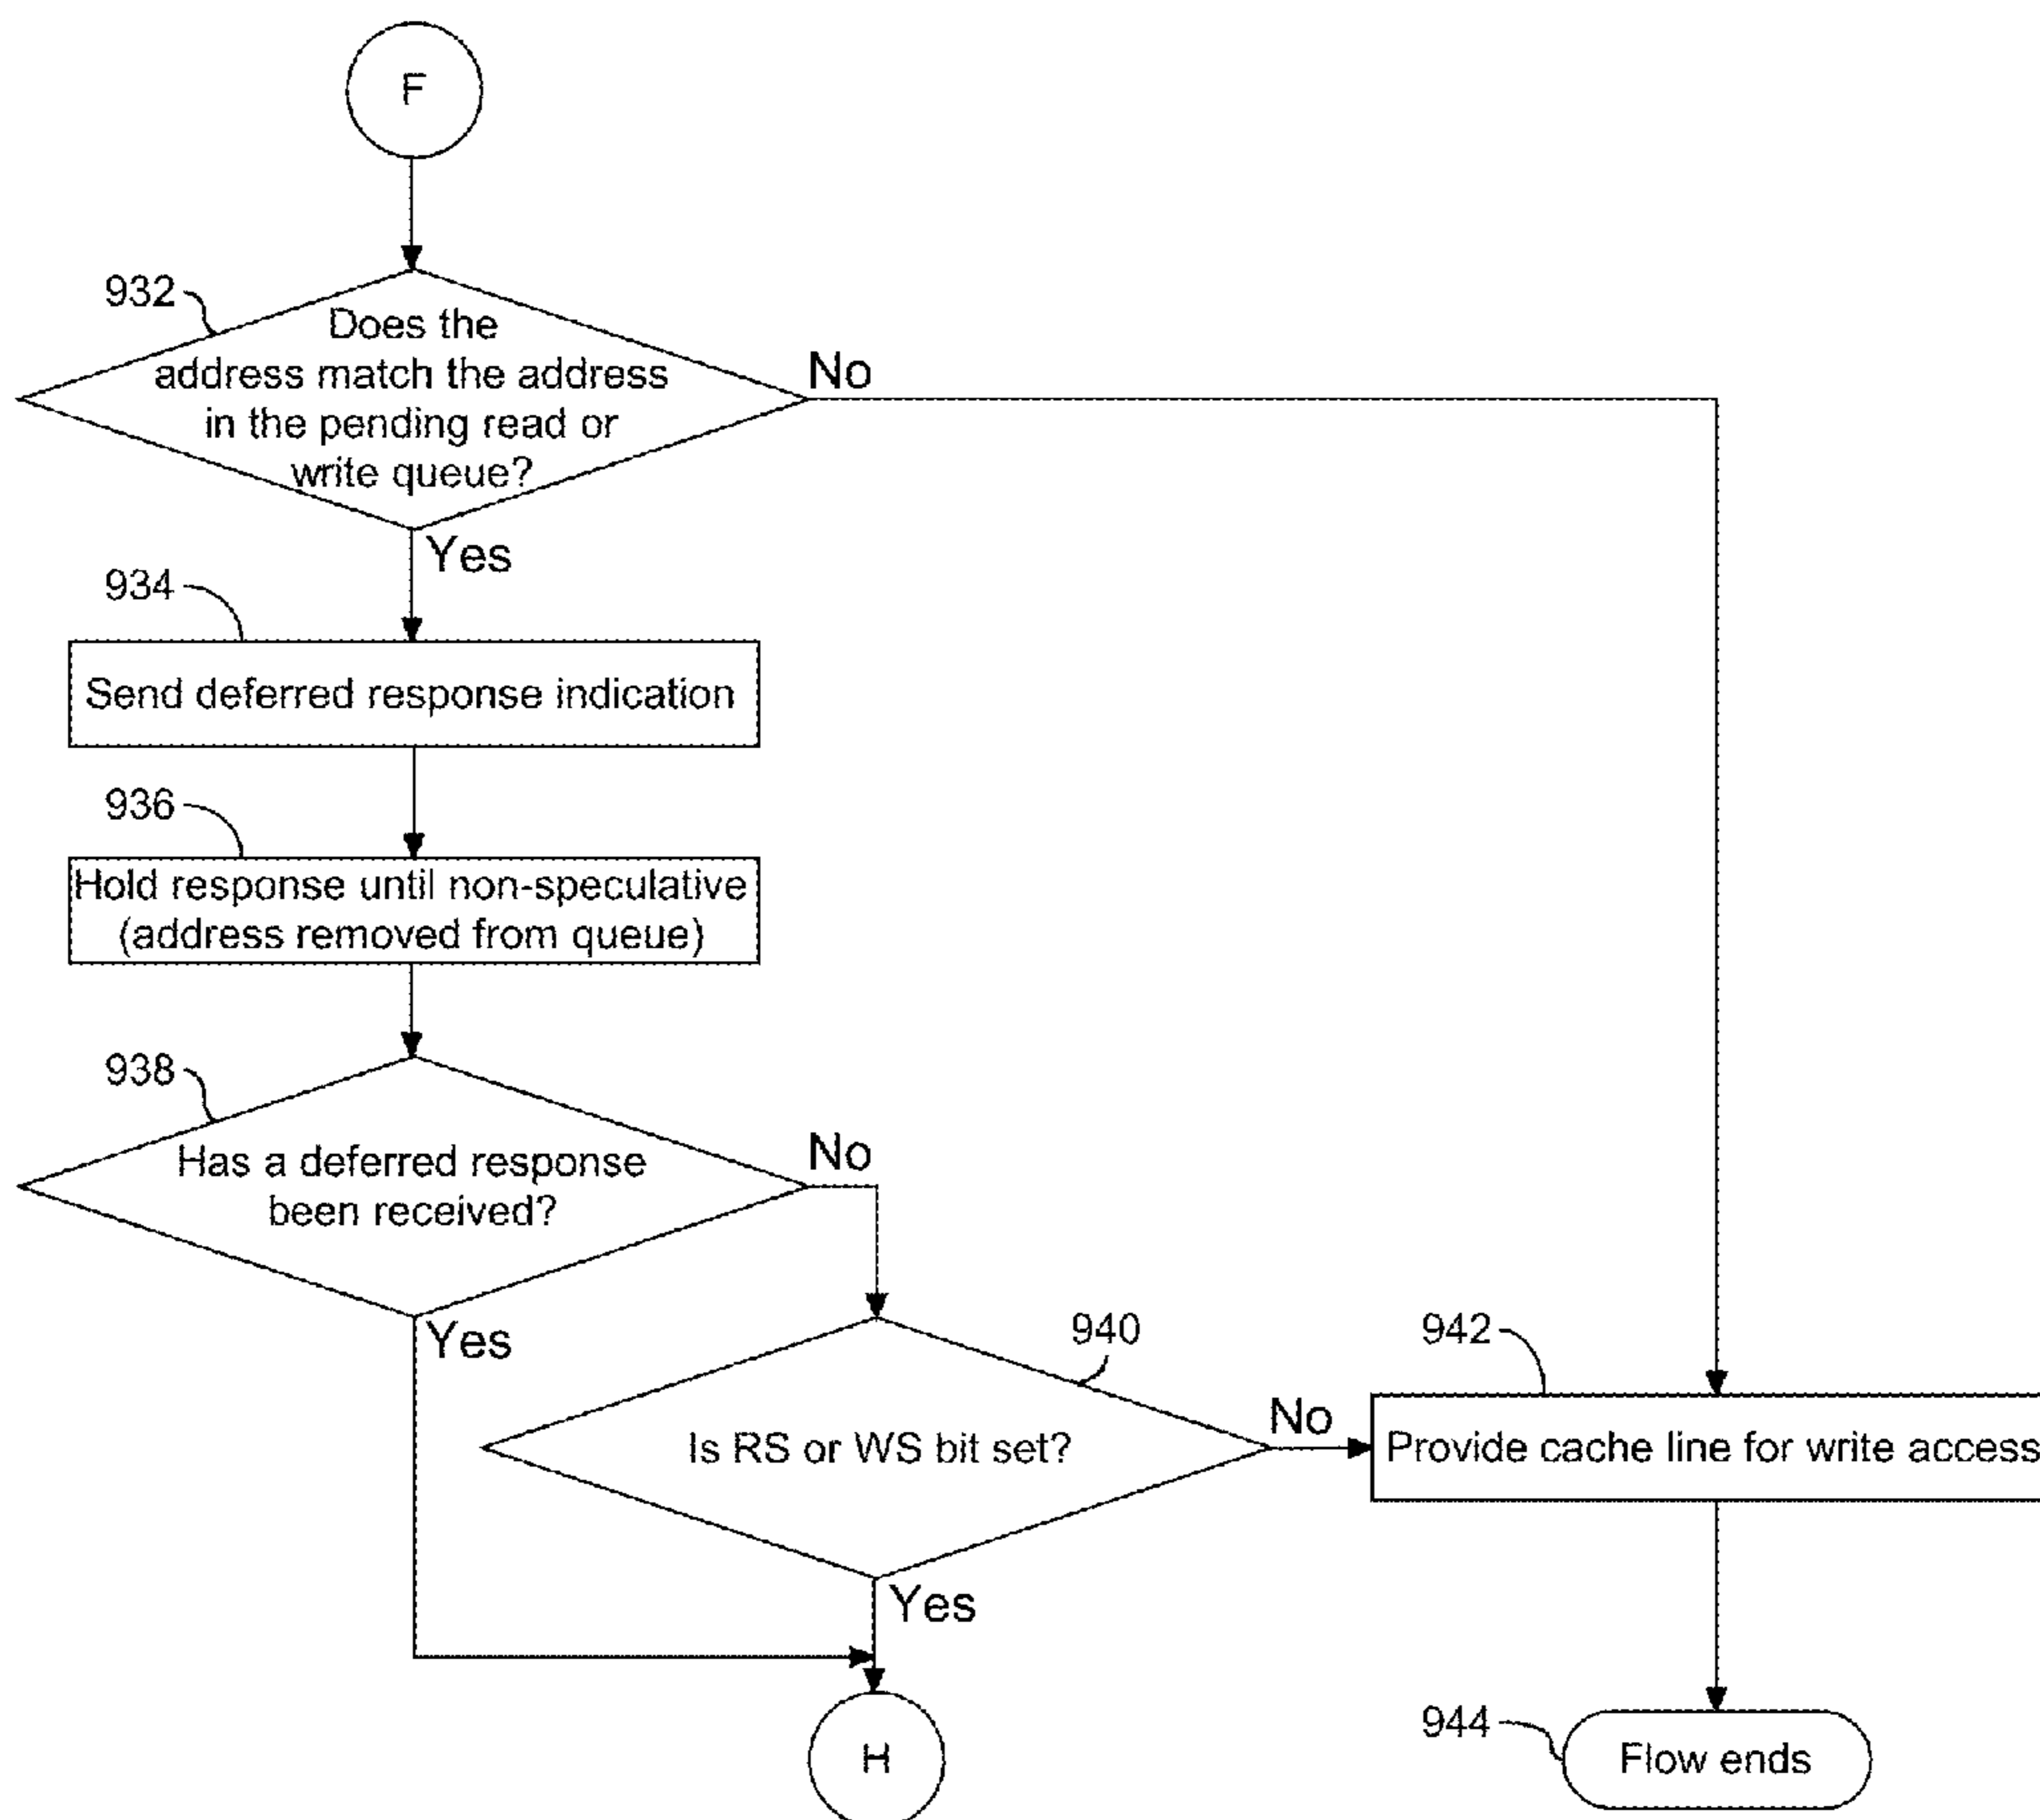 F
932
Does the
address match the address
in the pending read or
write queue?
No
Yes
934
Send deferred response indication
936
Hold response until non-speculative
(address removed from queue)
938
Has a deferred response
been received?
No
Yes
940
Is RS or WS bit set?
No
Yes
942
Provide cache line for write access
H
944
Flow ends